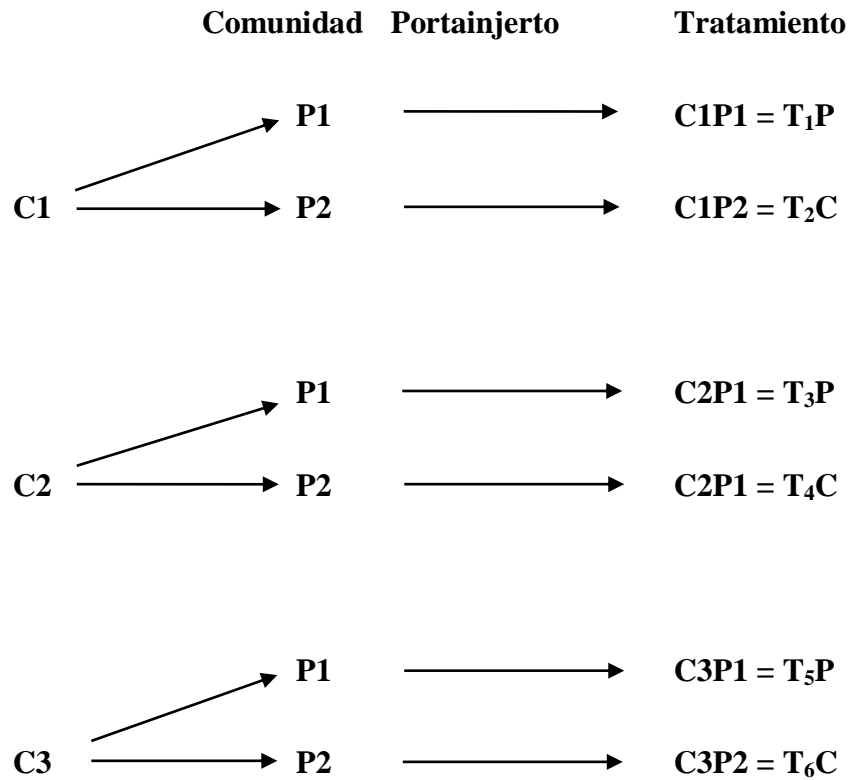 Comunidad Portainjerto Tratamiento
P1 C1P1 = T₁P
C1 P2 C1P2 = T₂C
P1 C2P1 = T₃P
C2 P2 C2P1 = T₄C
P1 C3P1 = T₅P
C3 P2 C3P2 = T₆C